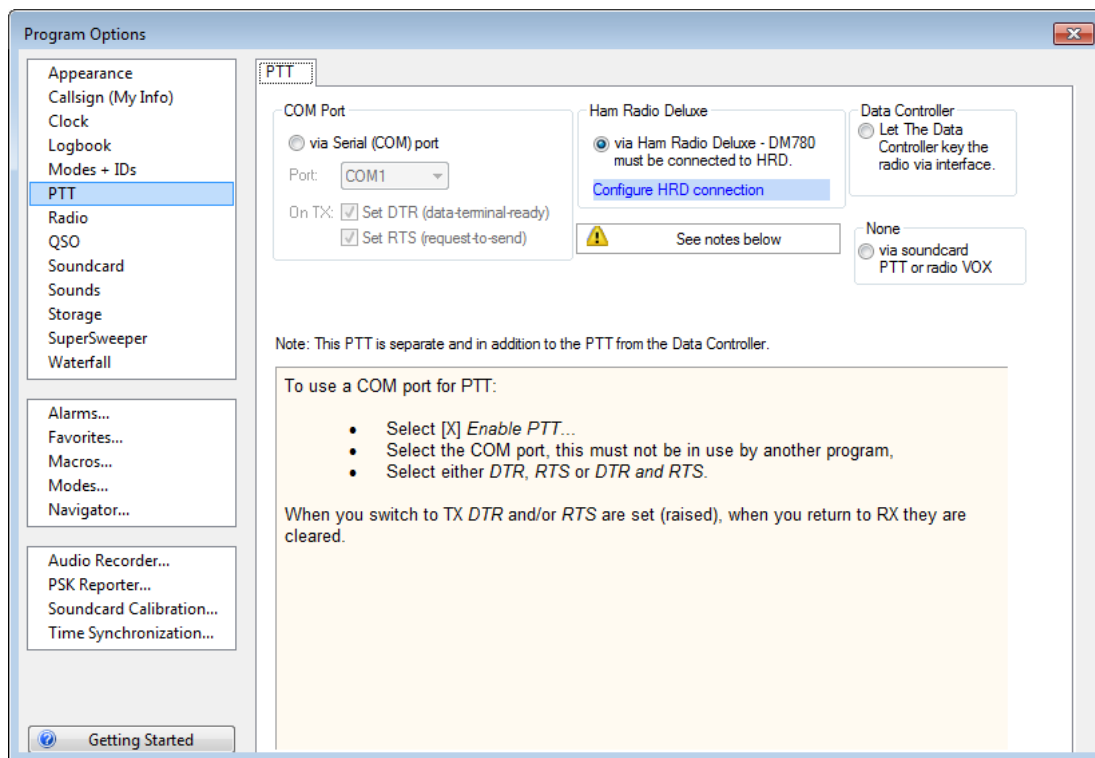 Program Options
Appearance
Callsign (My Info)
Clock
Logbook
Modes + IDs
PTT
Radio
QSO
Soundcard
Sounds
Storage
SuperSweeper
Waterfall
Alarms...
Favorites...
Macros...
Modes...
Navigator...
Audio Recorder...
PSK Reporter...
Soundcard Calibration...
Time Synchronization...
Getting Started
PTT
COM Port
via Serial (COM) port
Port: COM1
On TX: Set DTR (data-terminal-ready)
Set RTS (request-to-send)
Ham Radio Deluxe
via Ham Radio Deluxe - DM780
must be connected to HRD.
Configure HRD connection
See notes below
Data Controller
Let The Data
Controller key the
radio via interface.
None
via soundcard
PTT or radio VOX
Note: This PTT is separate and in addition to the PTT from the Data Controller.
To use a COM port for PTT:
• Select [X] Enable PTT...
• Select the COM port, this must not be in use by another program,
• Select either DTR, RTS or DTR and RTS.
When you switch to TX DTR and/or RTS are set (raised), when you return to RX they are
cleared.